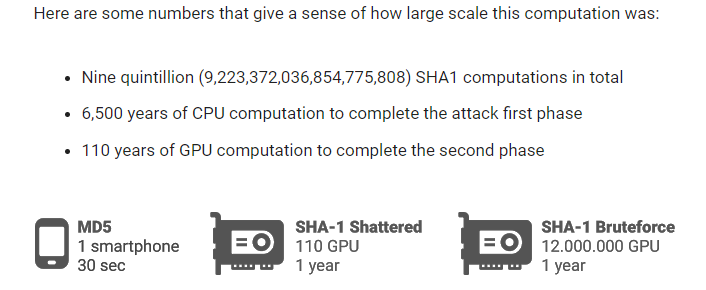 Here are some numbers that give a sense of how large scale this computation was:
• Nine quintillion (9,223,372,036,854,775,808) SHA1 computations in total
• 6,500 years of CPU computation to complete the attack first phase
• 110 years of GPU computation to complete the second phase
MD5
1 smartphone
30 sec
SHA-1 Shattered
110 GPU
1 year
SHA-1 Bruteforce
12.000.000 GPU
1 year